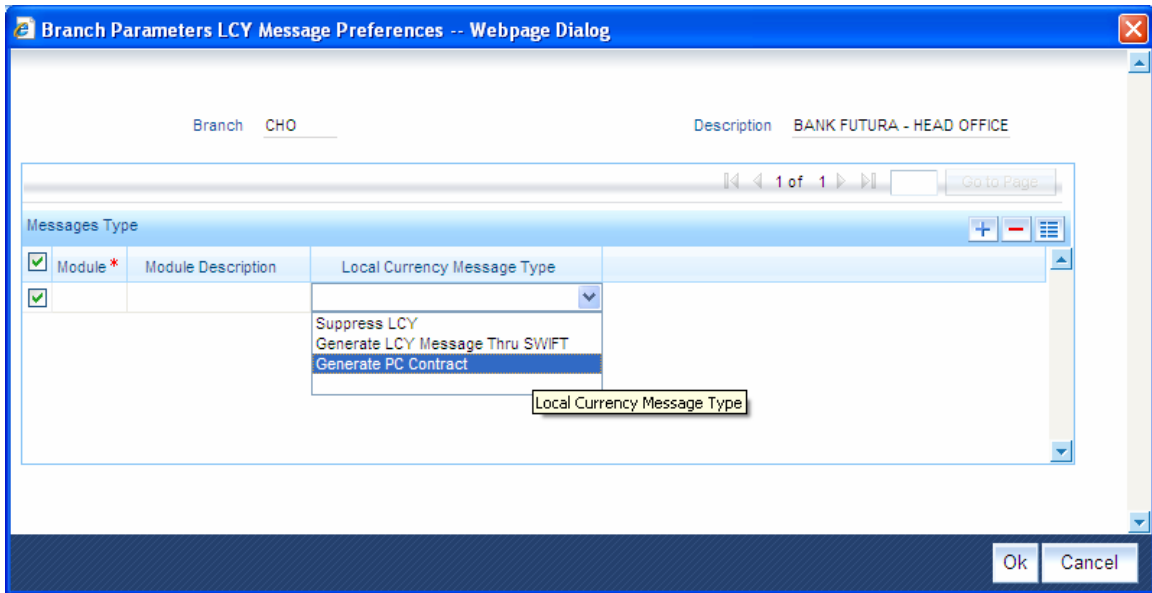 Branch Parameters LCY Message Preferences -- Webpage Dialog
Branch CHO Description BANK FUTURA - HEAD OFFICE
1 of 1 Go to Page
Messages Type
Module * Module Description Local Currency Message Type
Suppress LCY
Generate LCY Message Thru SWIFT
Generate PC Contract
Local Currency Message Type
Ok Cancel